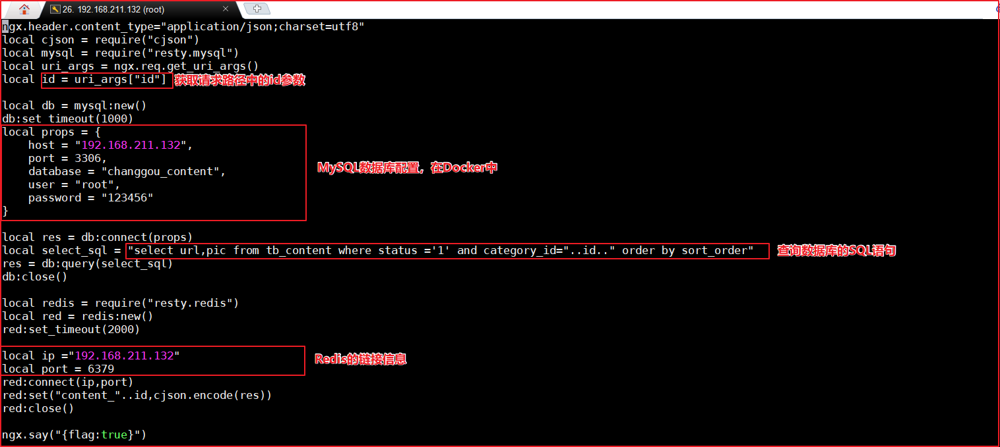 26. 192.168.211.132 (root)
ngx.header.content_type="application/json;charset=utf8"
local cjson = require("cjson")
local mysql = require("resty.mysql")
local uri_args = ngx.req.get_uri_args()
local id = uri_args["id"] 获取请求路径中的id参数
local db = mysql:new()
db:set_timeout(1000)
local props = {
host = "192.168.211.132",
port = 3306,
database = "changgou_content",
user = "root",
password = "123456"
}
MySQL数据库配置，在Docker中
local res = db:connect(props)
local select_sql = "select url,pic from tb_content where status ='1' and category_id="..id.." order by sort_order" 查询数据库的SQL语句
res = db:query(select_sql)
db:close()
local redis = require("resty.redis")
local red = redis:new()
red:set_timeout(2000)
local ip ="192.168.211.132"
local port = 6379
Redis的链接信息
red:connect(ip,port)
red:set("content_"..id,cjson.encode(res))
red:close()
ngx.say("{flag:true}")